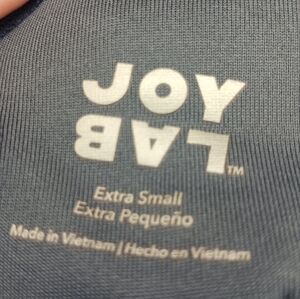 JOY
LAB™
Extra Small
Extra Pequeño
Made in Vietnam | Hecho en Vietnam